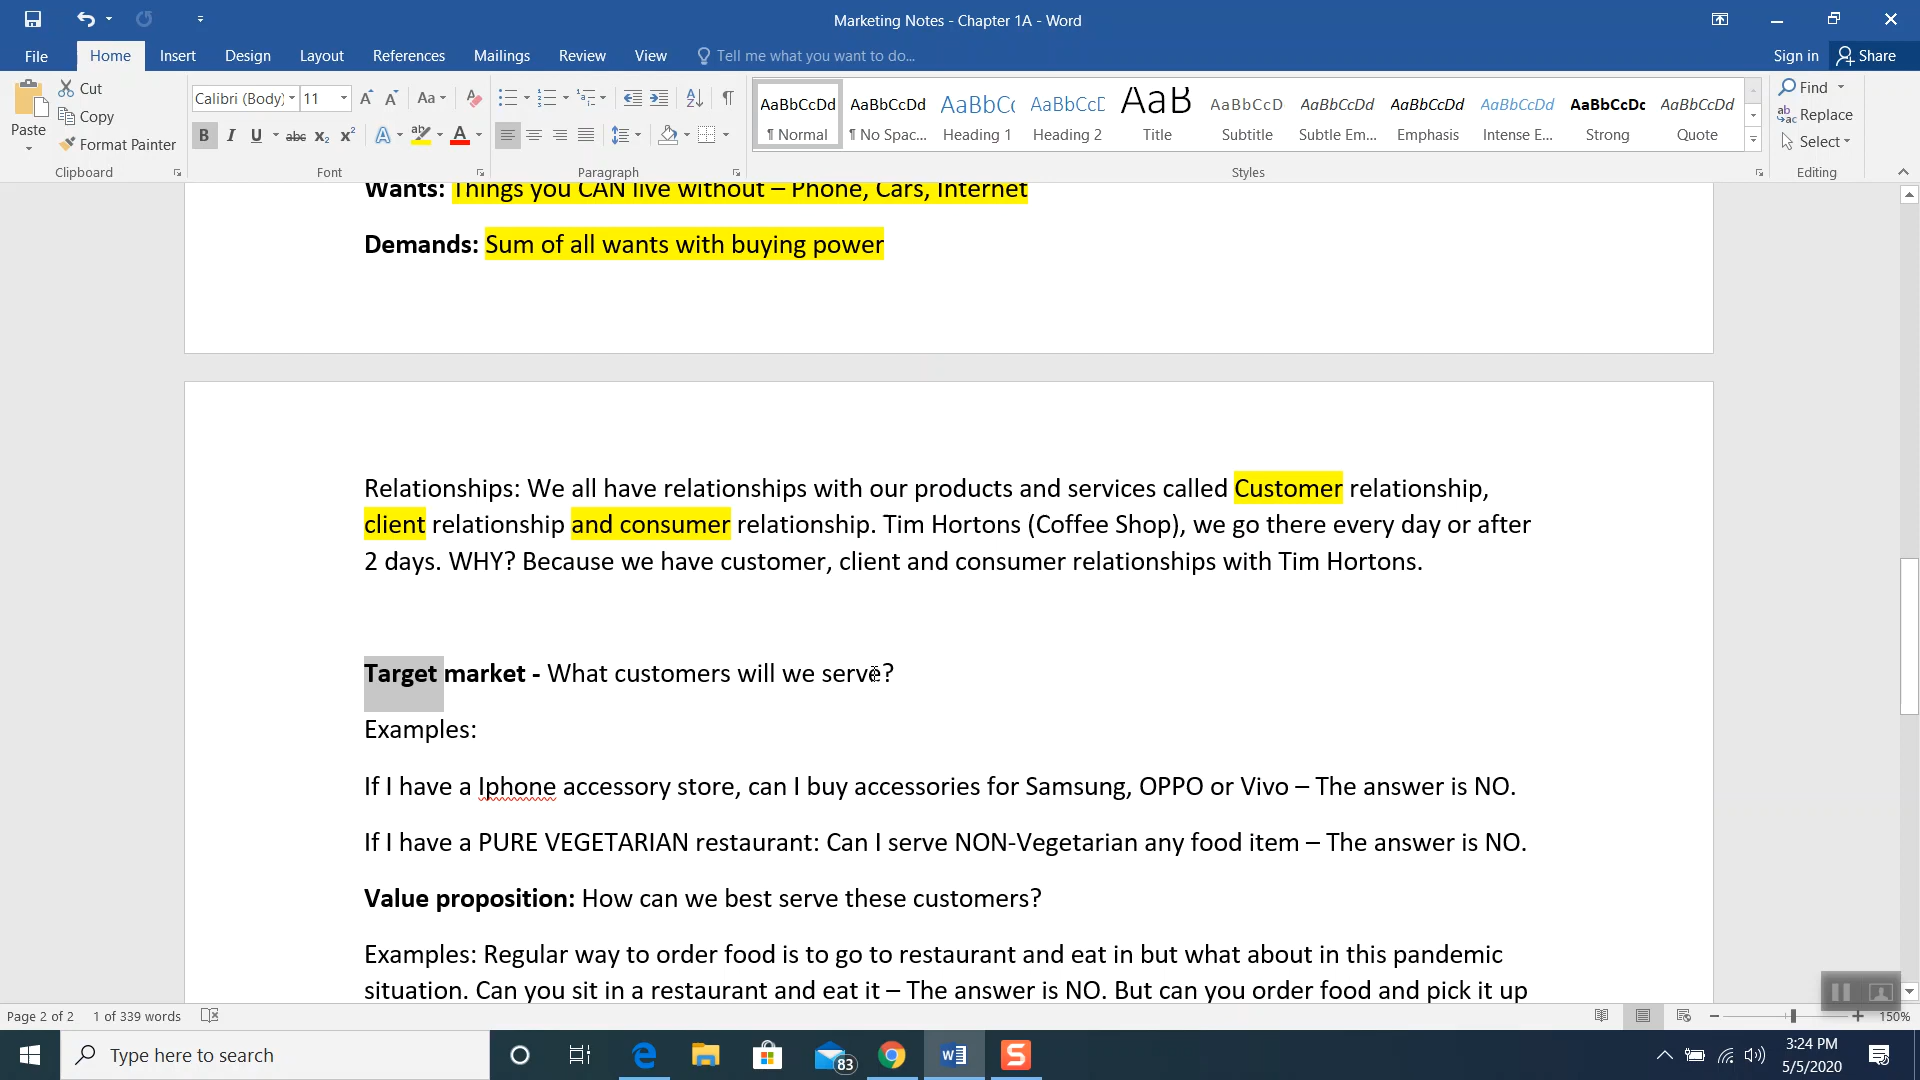 Marketing Notes - Chapter 1A - Word
File Home Insert Design Layout References Mailings Review View Tell me what you want to do... Sign in Share
Paste Cut Copy Format Painter Clipboard
Calibri (Body) 11 Aa
B I U abc x₂ x² A ab A Font
Paragraph
AaBbCcDd ¶ Normal
AaBbCcDd ¶ No Spac...
AaBbCc Heading 1
AaBbCcC Heading 2
AaB Title
AaBbCcD Subtitle
AaBbCcDd Subtle Em...
AaBbCcDd Emphasis
AaBbCcDd Intense E...
AaBbCcDc Strong
AaBbCcDd Quote
Styles
Find Replace Select Editing
Wants: Things you CAN live without – Phone, Cars, Internet
Demands: Sum of all wants with buying power
Relationships: We all have relationships with our products and services called Customer relationship,
client relationship and consumer relationship. Tim Hortons (Coffee Shop), we go there every day or after
2 days. WHY? Because we have customer, client and consumer relationships with Tim Hortons.
Target market - What customers will we serve?
Examples:
If I have a Iphone accessory store, can I buy accessories for Samsung, OPPO or Vivo – The answer is NO.
If I have a PURE VEGETARIAN restaurant: Can I serve NON-Vegetarian any food item – The answer is NO.
Value proposition: How can we best serve these customers?
Examples: Regular way to order food is to go to restaurant and eat in but what about in this pandemic
situation. Can you sit in a restaurant and eat it – The answer is NO. But can you order food and pick it up
Page 2 of 2 1 of 339 words 150%
Type here to search 83 3:24 PM
5/5/2020